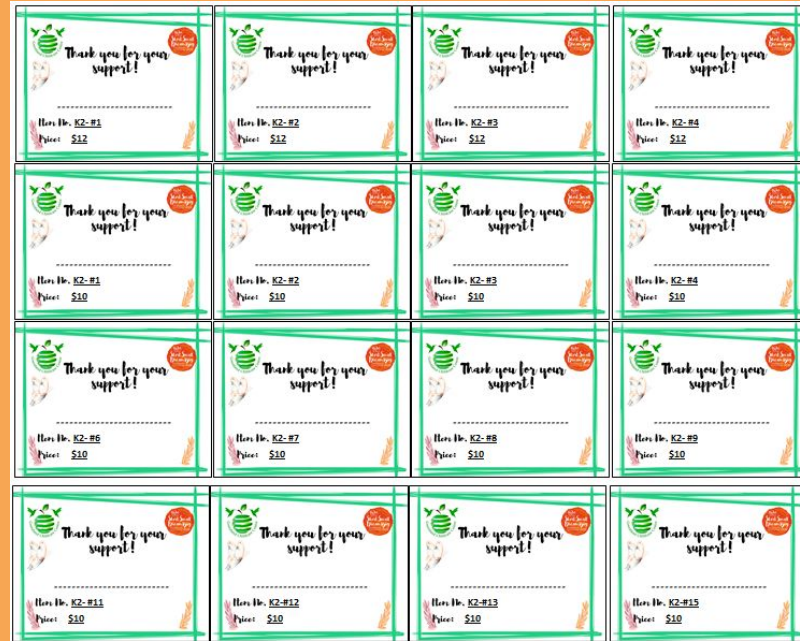 Thank you for your
support!
Item No. K2- #1
Price: $12
Thank you for your
support!
Item No. K2- #2
Price: $12
Thank you for your
support!
Item No. K2- #3
Price: $12
Thank you for your
support!
Item No. K2- #4
Price: $12
Thank you for your
support!
Item No. K2- #1
Price: $10
Thank you for your
support!
Item No. K2- #2
Price: $10
Thank you for your
support!
Item No. K2- #3
Price: $10
Thank you for your
support!
Item No. K2- #4
Price: $10
Thank you for your
support!
Item No. K2- #6
Price: $10
Thank you for your
support!
Item No. K2- #7
Price: $10
Thank you for your
support!
Item No. K2- #8
Price: $10
Thank you for your
support!
Item No. K2- #9
Price: $10
Thank you for your
support!
Item No. K2- #11
Price: $10
Thank you for your
support!
Item No. K2-#12
Price: $10
Thank you for your
support!
Item No. K2-#13
Price: $10
Thank you for your
support!
Item No. K2-#15
Price: $10